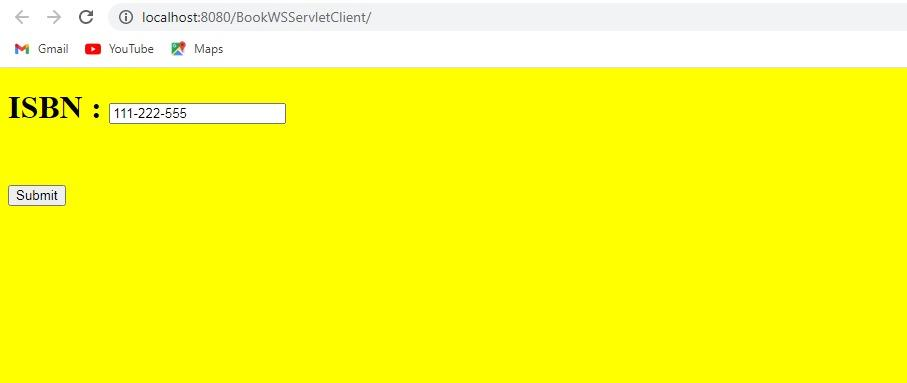 localhost:8080/BookWSServletClient/
Gmail YouTube Maps
ISBN : 111-222-555
Submit